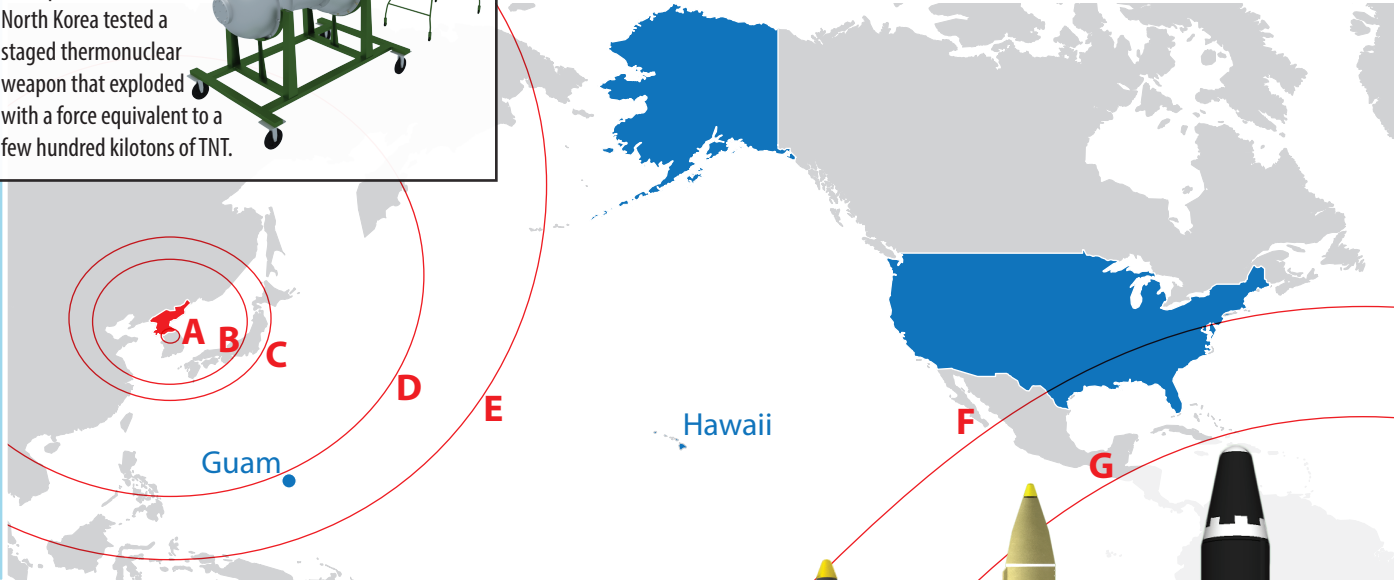 North Korea tested a
staged thermonuclear
weapon that exploded
with a force equivalent to a
few hundred kilotons of TNT.
A
B
C
D
E
F
G
Hawaii
Guam